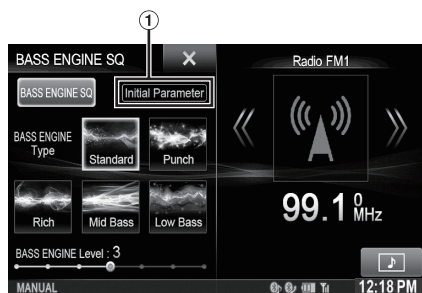 1
BASS ENGINE SQ
×
Radio FM1
BASS ENGINE SQ
Initial Parameter
BASS ENGINE
Type
Standard
Punch
Rich
Mid Bass
Low Bass
99.1 0 MHz
BASS ENGINE Level : 3
MANUAL
12:18 PM